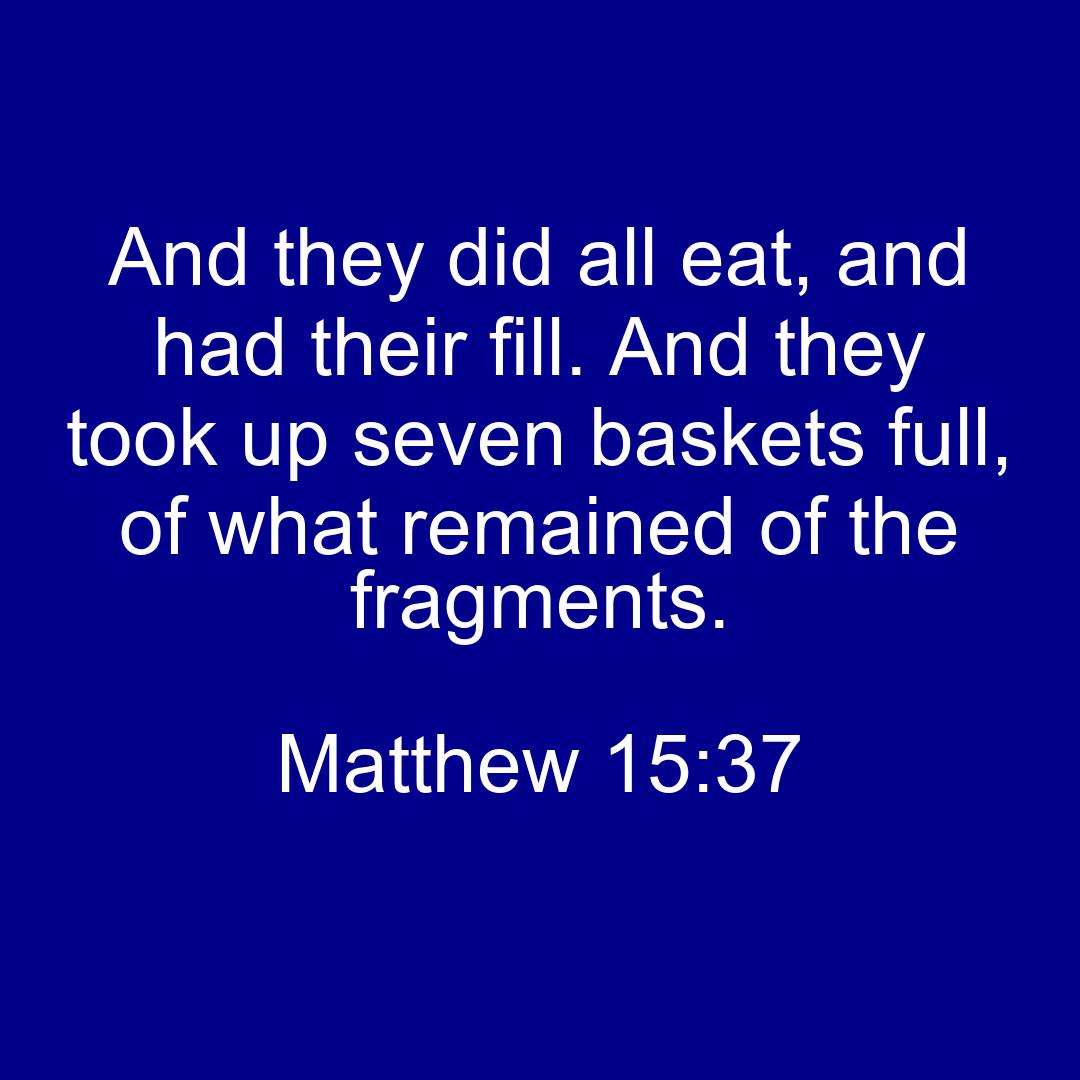 And they did all eat, and
had their fill. And they
took up seven baskets full,
of what remained of the
fragments.
Matthew 15:37